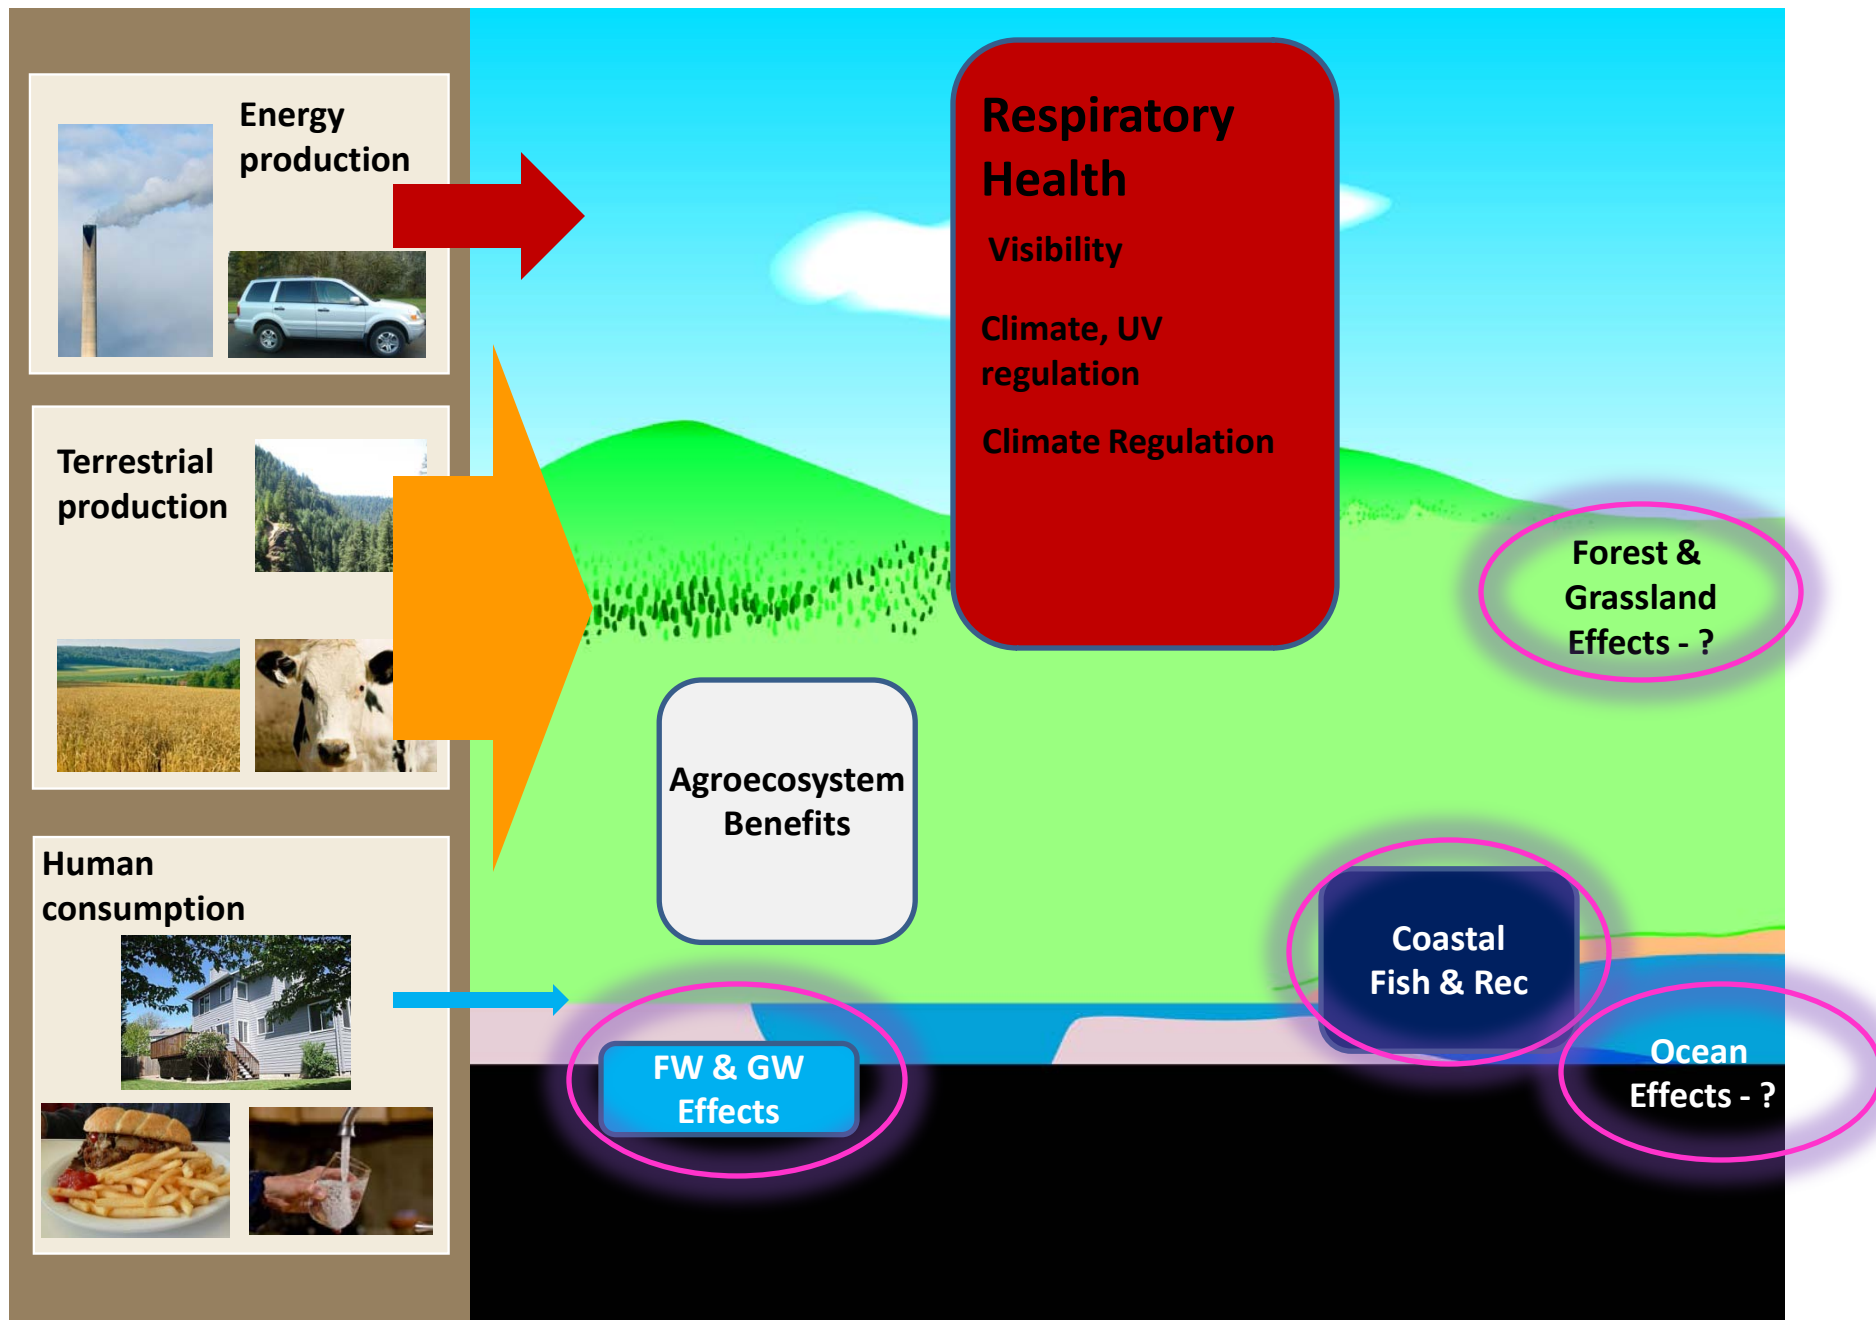 Energy
production
Terrestrial
production
Human
consumption
Respiratory
Health
Visibility
Climate, UV
regulation
Climate Regulation
Forest &
Grassland
Effects - ?
Agroecosystem
Benefits
Coastal
Fish & Rec
FW & GW
Effects
Ocean
Effects - ?